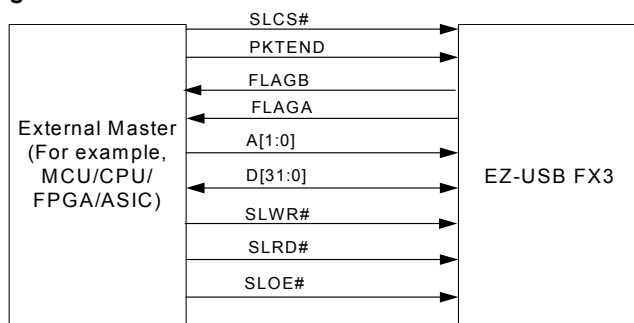 SLCS#
PKTEND
FLAGB
FLAGA
External Master
(For example,
MCU/CPU/
FPGA/ASIC)
A[1:0]
D[31:0]
EZ-USB FX3
SLWR#
SLRD#
SLOE#